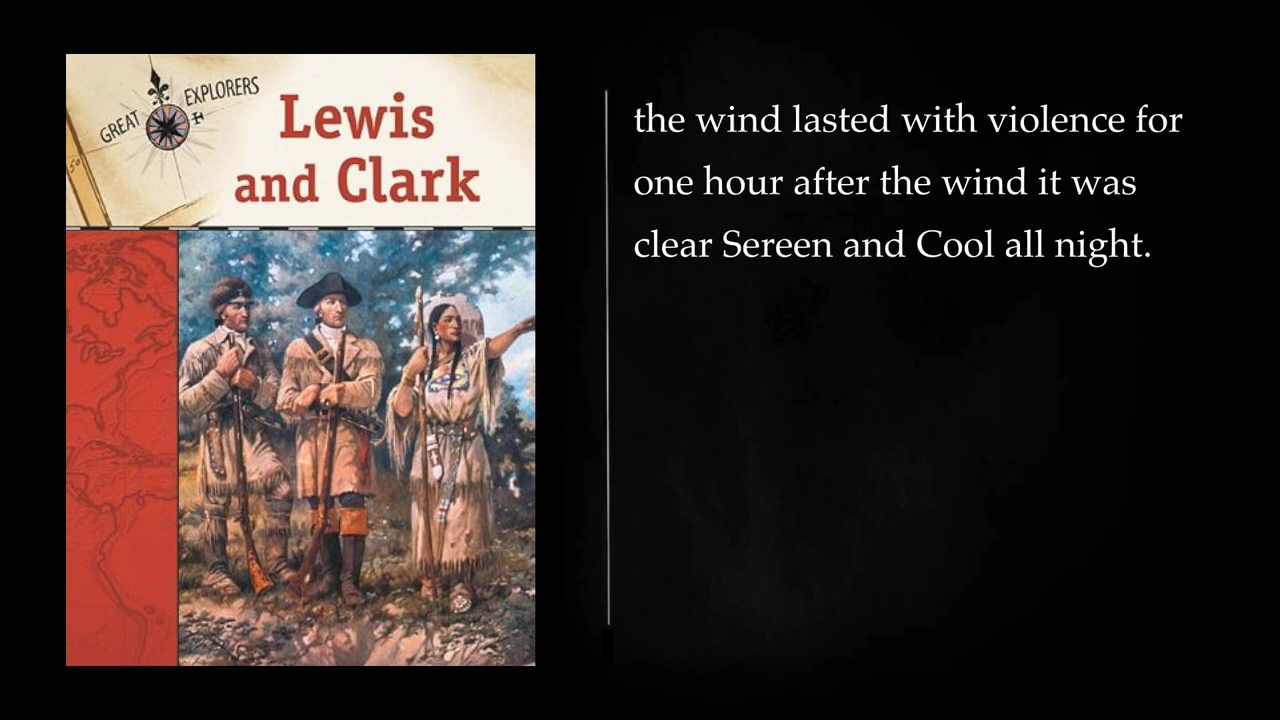 GREAT EXPLORERS
Lewis
and Clark
50
the wind lasted with violence for
one hour after the wind it was
clear Sereen and Cool all night.